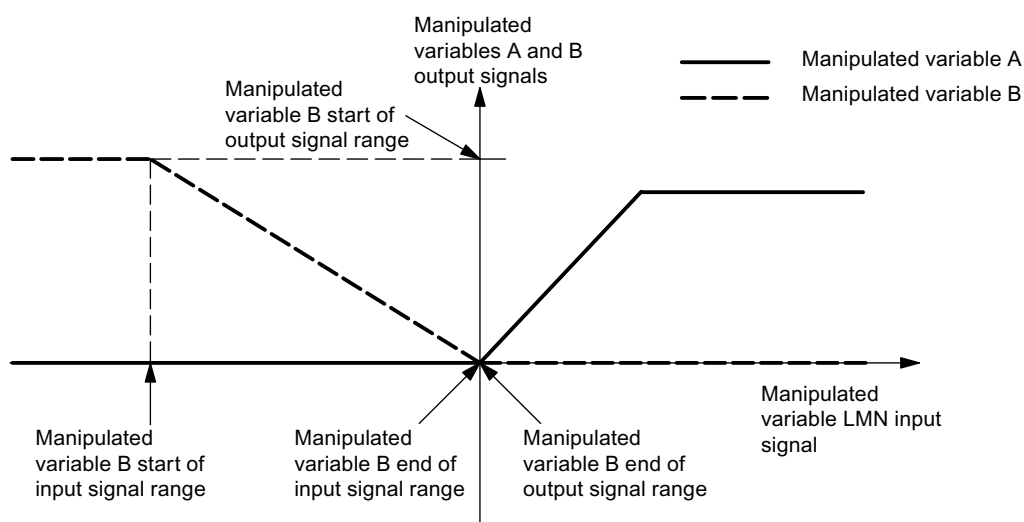 Manipulated
variables A and B
output signals
Manipulated variable A
Manipulated variable B
Manipulated
variable B start of
output signal range
Manipulated
variable LMN input
signal
Manipulated
variable B start of
input signal range
Manipulated
variable B end of
input signal range
Manipulated
variable B end of
output signal range